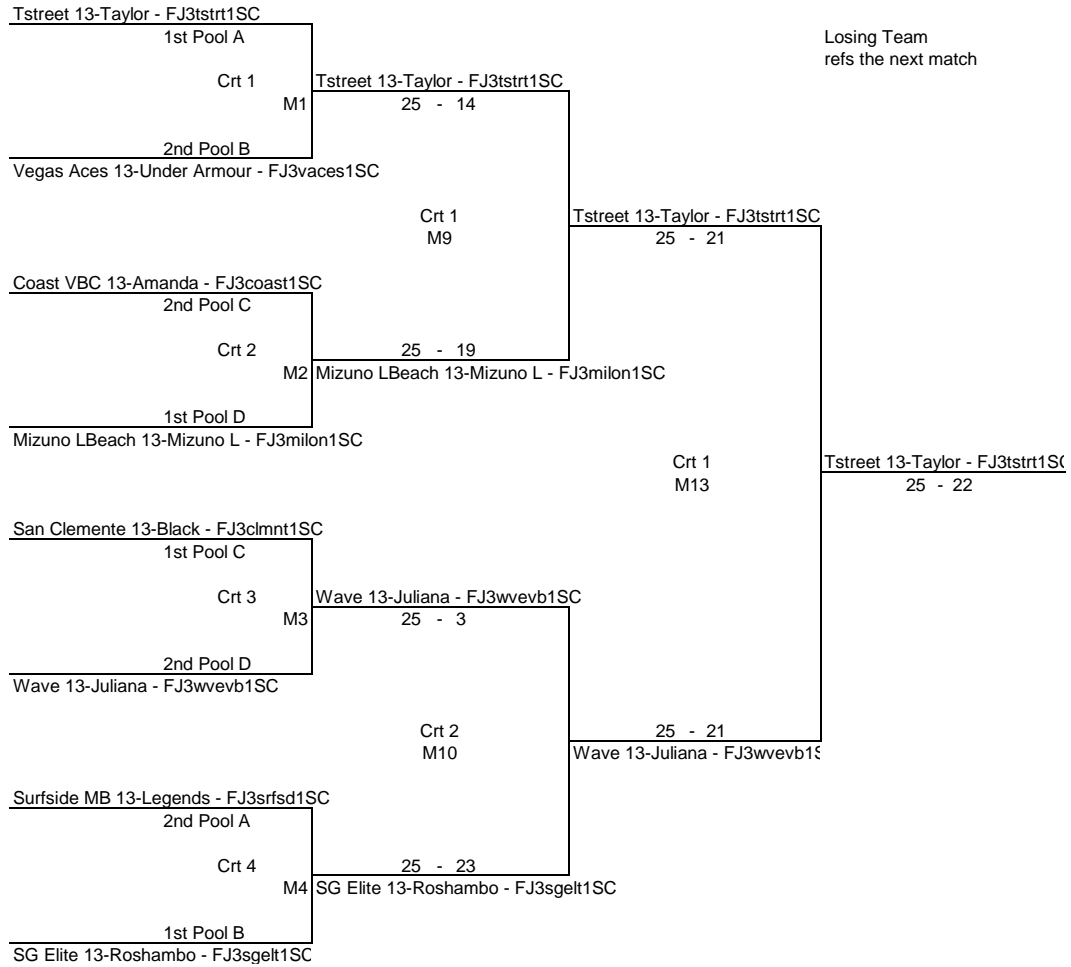 Tstreet 13-Taylor - FJ3tstrt1SC
1st Pool A
Losing Team
refs the next match
Crt 1
Tstreet 13-Taylor - FJ3tstrt1SC
M1
25 - 14
2nd Pool B
Vegas Aces 13-Under Armour - FJ3vaces1SC
Crt 1
Tstreet 13-Taylor - FJ3tstrt1SC
M9
25 - 21
Coast VBC 13-Amanda - FJ3coast1SC
2nd Pool C
Crt 2
25 - 19
M2
Mizuno LBeach 13-Mizuno L - FJ3milon1SC
1st Pool D
Mizuno LBeach 13-Mizuno L - FJ3milon1SC
Crt 1
Tstreet 13-Taylor - FJ3tstrt1S
M13
25 - 22
San Clemente 13-Black - FJ3clmnt1SC
1st Pool C
Crt 3
Wave 13-Juliana - FJ3wvevb1SC
M3
25 - 3
2nd Pool D
Wave 13-Juliana - FJ3wvevb1SC
Crt 2
25 - 21
M10
Wave 13-Juliana - FJ3wvevb1S
Surfside MB 13-Legends - FJ3srfsd1SC
2nd Pool A
Crt 4
25 - 23
M4
SG Elite 13-Roshambo - FJ3sgelt1SC
1st Pool B
SG Elite 13-Roshambo - FJ3sgelt1SC